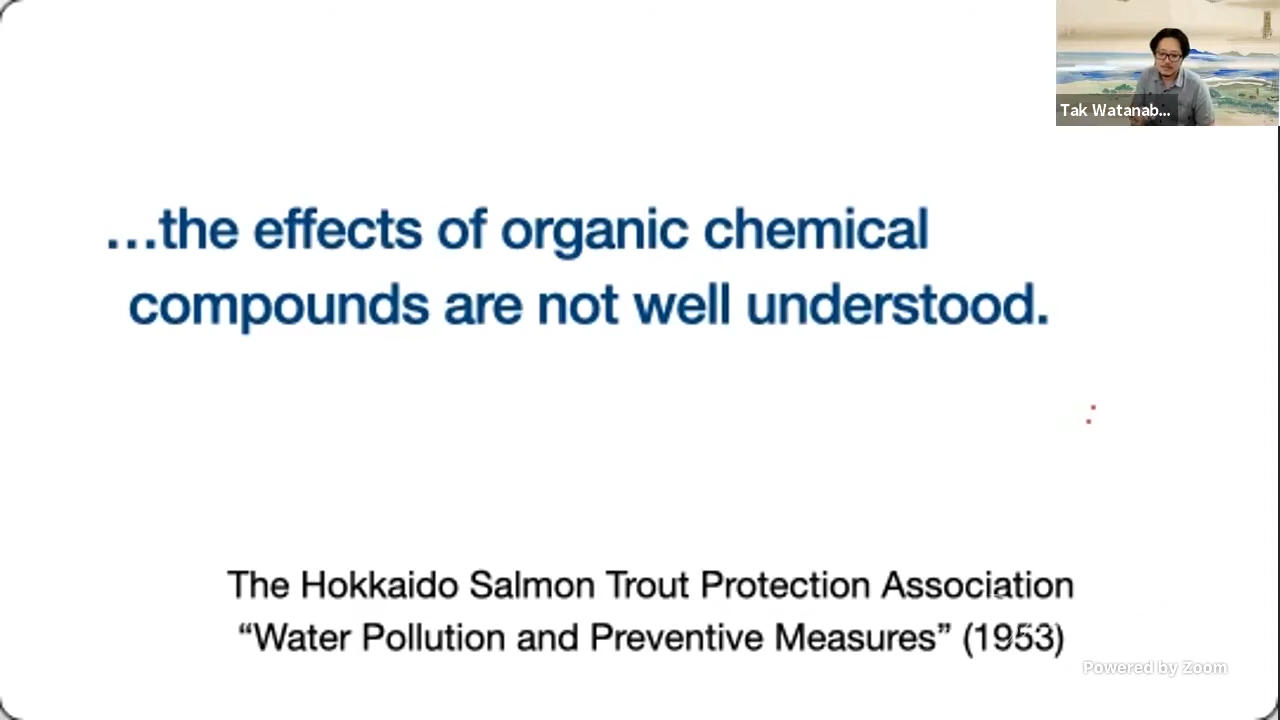 Tak Watanab...
…the effects of organic chemical
compounds are not well understood.
The Hokkaido Salmon Trout Protection Association
“Water Pollution and Preventive Measures” (1953)
Powered by Zoom